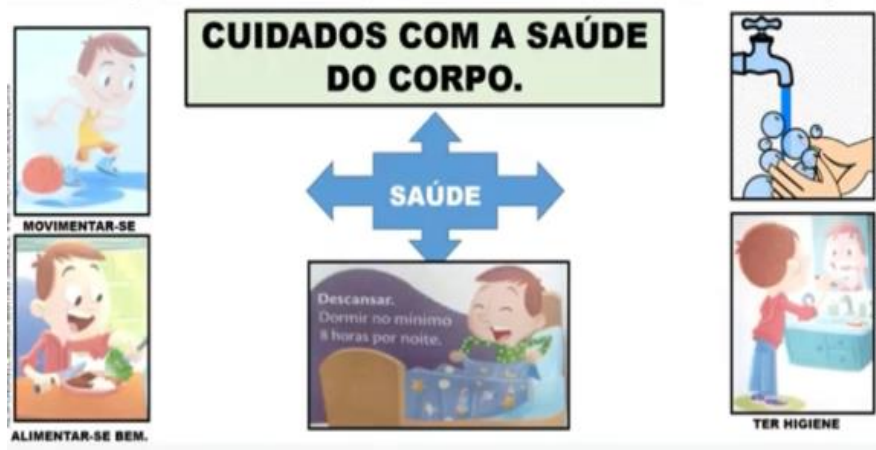 CUIDADOS COM A SAÚDE
DO CORPO.
MOVIMENTAR-SE
SAÚDE
Descansar.
Dormir no mínimo
8 horas por noite.
ALIMENTAR-SE BEM.
TER HIGIENE